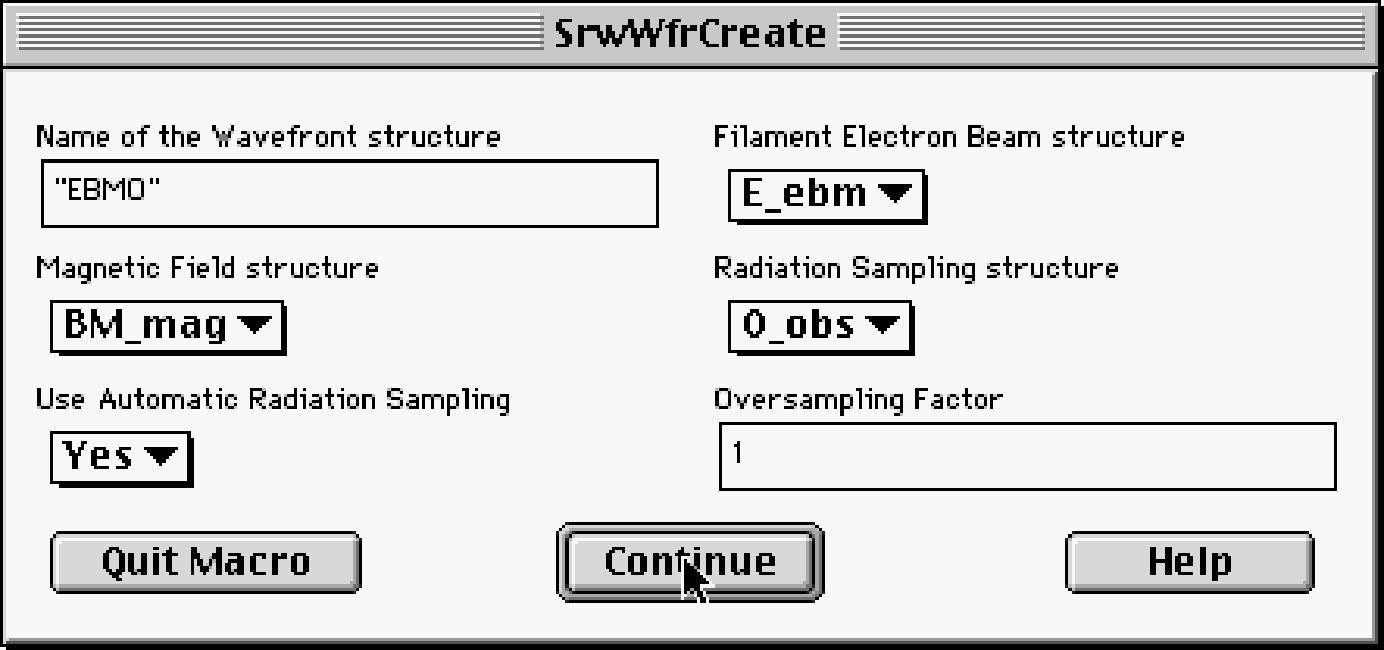 SrwWfrCreate
Name of the Wavefront structure
Filament Electron Beam structure
"EBMO"
E_ebm
Magnetic Field structure
Radiation Sampling structure
BM_mag
O_obs
Use Automatic Radiation Sampling
Oversampling Factor
Yes
1
Quit Macro
Continue
Help